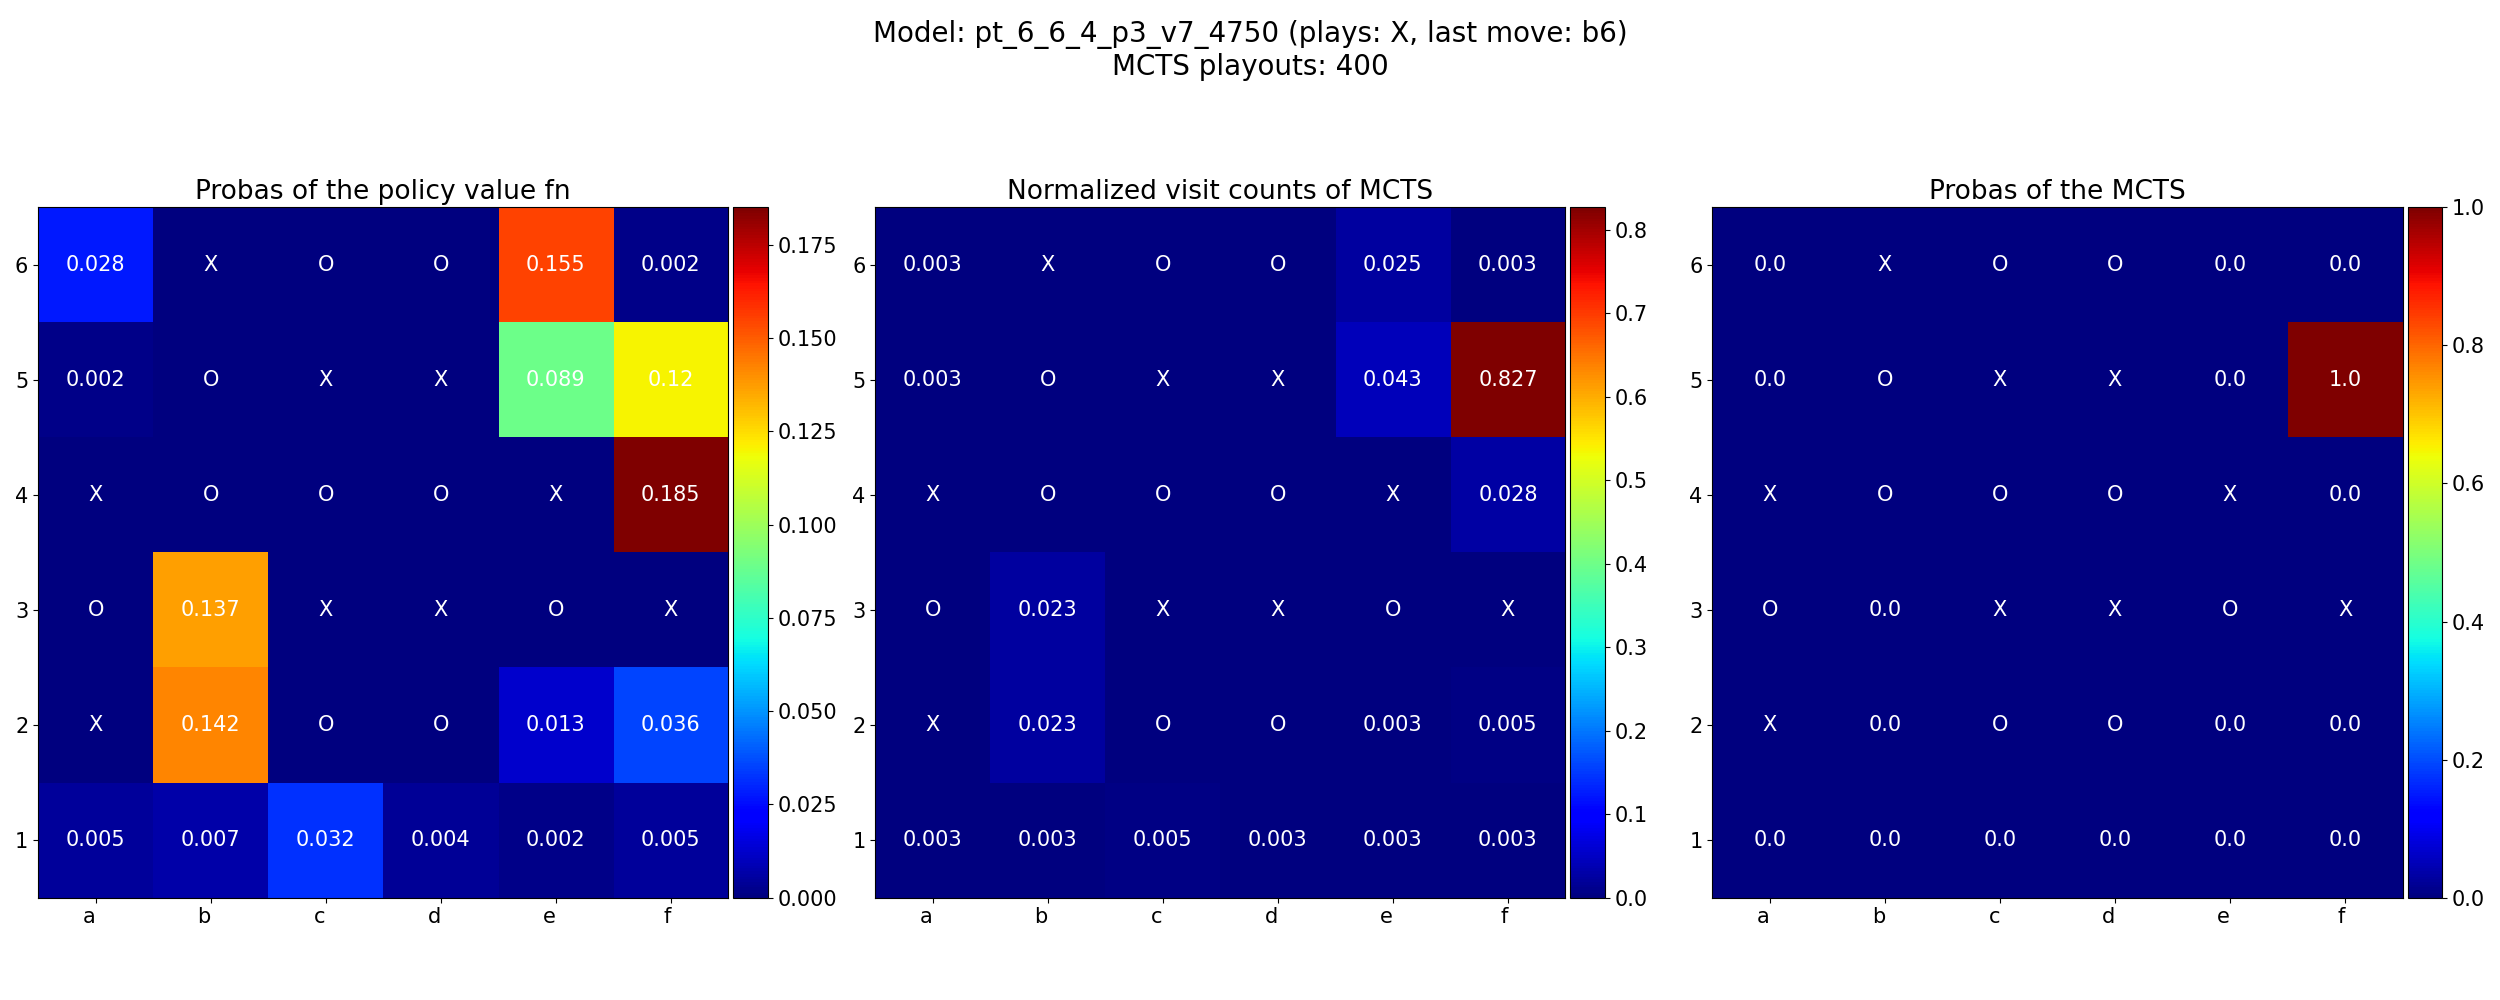 Model: pt_6_6_4_p3_v7_4750 (plays: X, last move: b6)
MCTS playouts: 400
Probas of the policy value fn
6 0.028 X O O 0.155 0.002
5 0.002 O X X 0.089 0.12
4 X O O O X 0.185
3 O 0.137 X X O X
2 X 0.142 O O 0.013 0.036
1 0.005 0.007 0.032 0.004 0.002 0.005
a b c d e f
0.175
0.150
0.125
0.100
0.075
0.050
0.025
0.000
Normalized visit counts of MCTS
6 0.003 X O O 0.025 0.003
5 0.003 O X X 0.043 0.827
4 X O O O X 0.028
3 O 0.023 X X O X
2 X 0.023 O O 0.003 0.005
1 0.003 0.003 0.005 0.003 0.003 0.003
a b c d e f
0.8
0.7
0.6
0.5
0.4
0.3
0.2
0.1
0.0
Probas of the MCTS
6 0.0 X O O 0.0 0.0
5 0.0 O X X 0.0 1.0
4 X O O O X 0.0
3 O 0.0 X X O X
2 X 0.0 O O 0.0 0.0
1 0.0 0.0 0.0 0.0 0.0 0.0
a b c d e f
1.0
0.8
0.6
0.4
0.2
0.0